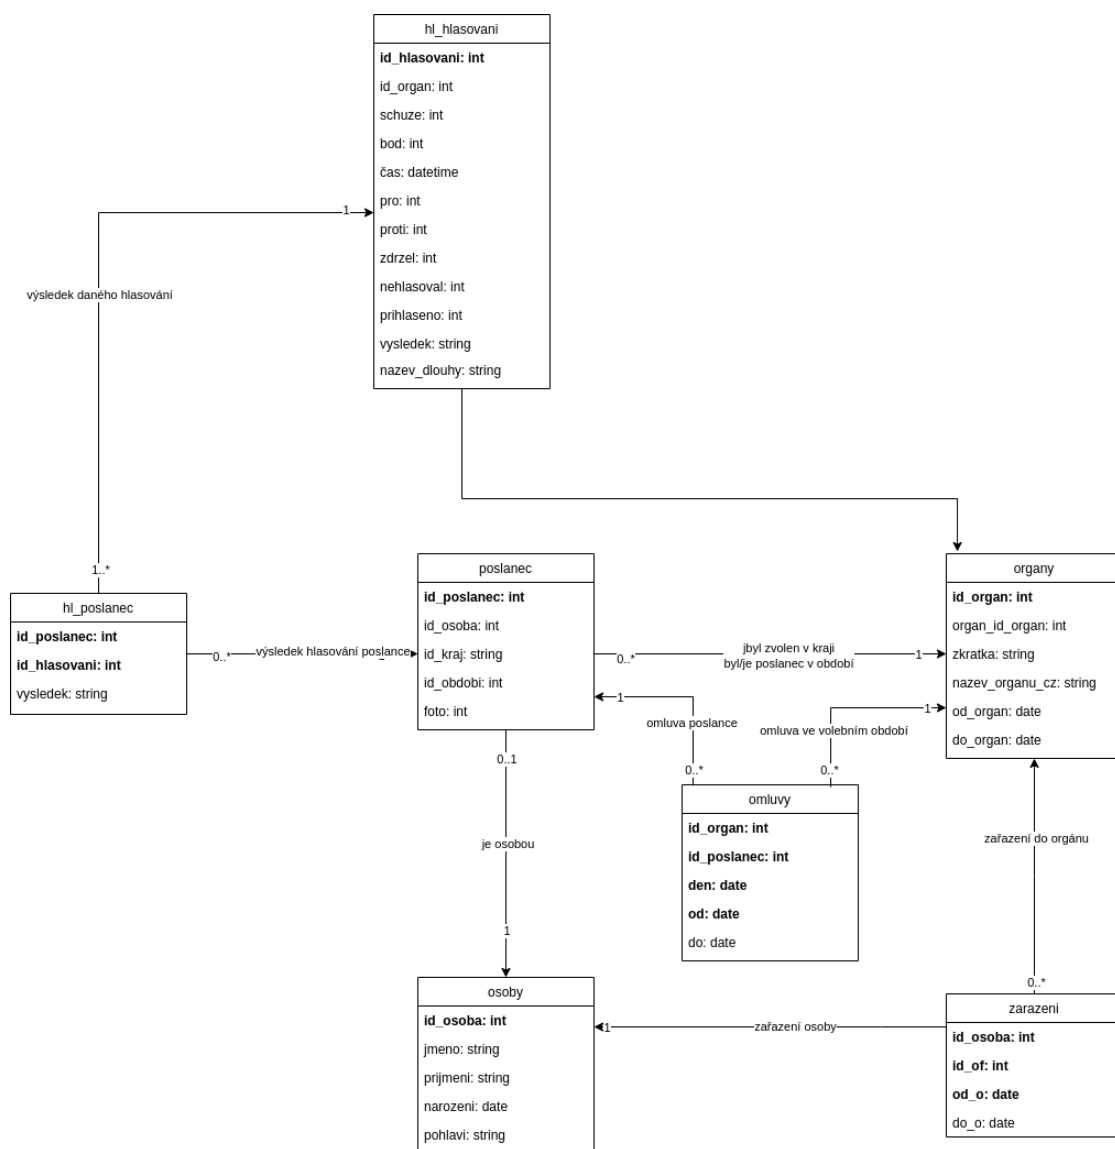 hl_hlasovani
id_hlasovani: int
id_organ: int
schuze: int
bod: int
čas: datetime
pro: int
proti: int
zdrzel: int
nehlasoval: int
prihlaseno: int
vysledek: string
nazev_dlouhy: string
1
výsledek daného hlasování
1..*
hl_poslanec
id_poslanec: int
id_hlasovani: int
vysledek: string
0..*
výsledek hlasování poslance
poslanec
id_poslanec: int
id_osoba: int
id_kraj: string
id_obdobi: int
foto: int
0..*
jbyl zvolen v kraji
byl/je poslanec v období
1
organy
id_organ: int
organ_id_organ: int
zkratka: string
nazev_organu_cz: string
od_organ: date
do_organ: date
1
omluva poslance
0..*
1
omluva ve volebním období
0..*
omluvy
id_organ: int
id_poslanec: int
den: date
od: date
do: date
0..1
je osobou
1
zařazení do orgánu
0..*
osoby
id_osoba: int
jmeno: string
prijmeni: string
narozeni: date
pohlavi: string
1
zařazení osoby
zarazeni
id_osoba: int
id_of: int
od_o: date
do_o: date